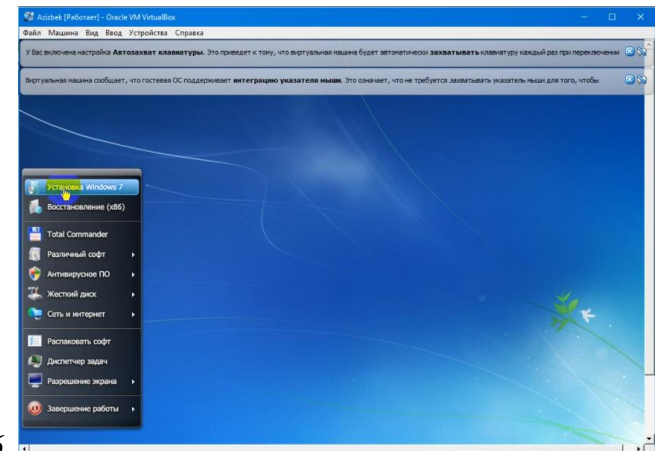 Azizbek [Работает] - Oracle VM VirtualBox
Файл Машина Вид Ввод Устройства Справка
У Вас включена настройка Автозахват клавиатуры. Это приведет к тому, что виртуальная машина будет автоматически захватывать клавиатуру каждый раз при переключении
Виртуальная машина сообщает, что гостевая ОС поддерживает интеграцию указателя мыши. Это означает, что не требуется захватывать указатель мыши для того, чтобы
Установка Windows 7
Восстановление (x86)
Total Commander
Различный софт
Антивирусное ПО
Жесткий диск
Сеть и интернет
Распаковать софт
Диспетчер задач
Разрешение экрана
Завершение работы